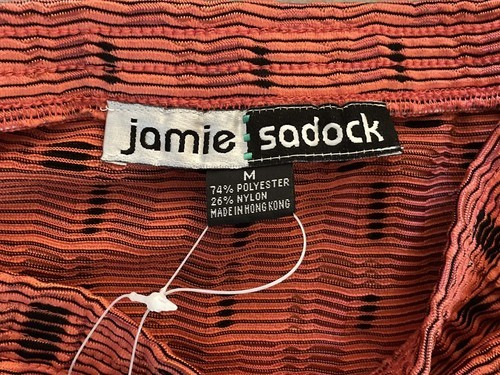 jamie sadock
M
74% POLYESTER
26% NYLON
MADE IN HONG KONG